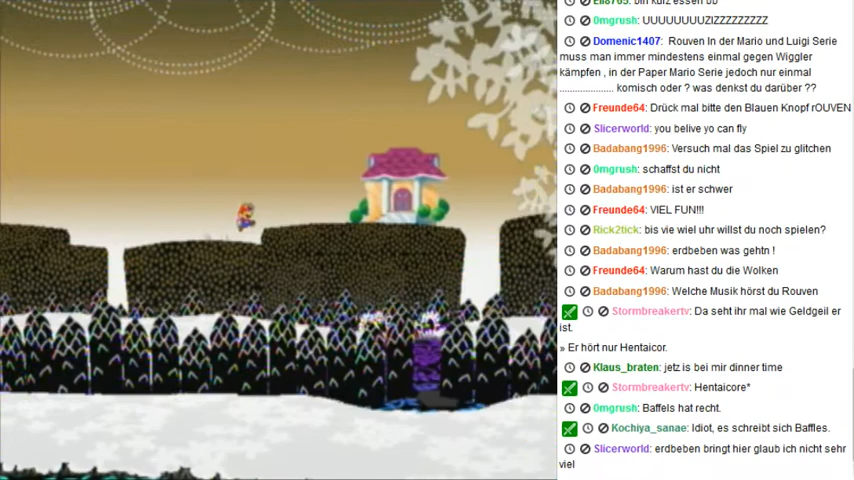 Eli8765: bin kurz essen bb
0mgrush: UUUUUUUUZIZZZZZZZZZ
Domenic1407: Rouven In der Mario und Luigi Serie
muss man immer mindestens einmal gegen Wiggler
kämpfen , in der Paper Mario Serie jedoch nur einmal
..................... komisch oder ? was denkst du darüber ??
Freunde64: Drück mal bitte den Blauen Knopf rOUVEN
Slicerworld: you belive yo can fly
Badabang1996: Versuch mal das Spiel zu glitchen
0mgrush: schaffst du nicht
Badabang1996: ist er schwer
Freunde64: VIEL FUN!!!
Rick2tick: bis vie wiel uhr willst du noch spielen?
Badabang1996: erdbeben was gehtn !
Freunde64: Warum hast du die Wolken
Badabang1996: Welche Musik hörst du Rouven
Stormbreakertv: Da seht ihr mal wie Geldgeil er
ist.
» Er hört nur Hentaicor.
Klaus_braten: jetz is bei mir dinner time
Stormbreakertv: Hentaicore*
0mgrush: Baffels hat recht.
Kochiya_sanae: Idiot, es schreibt sich Baffles.
Slicerworld: erdbeben bringt hier glaub ich nicht sehr
viel